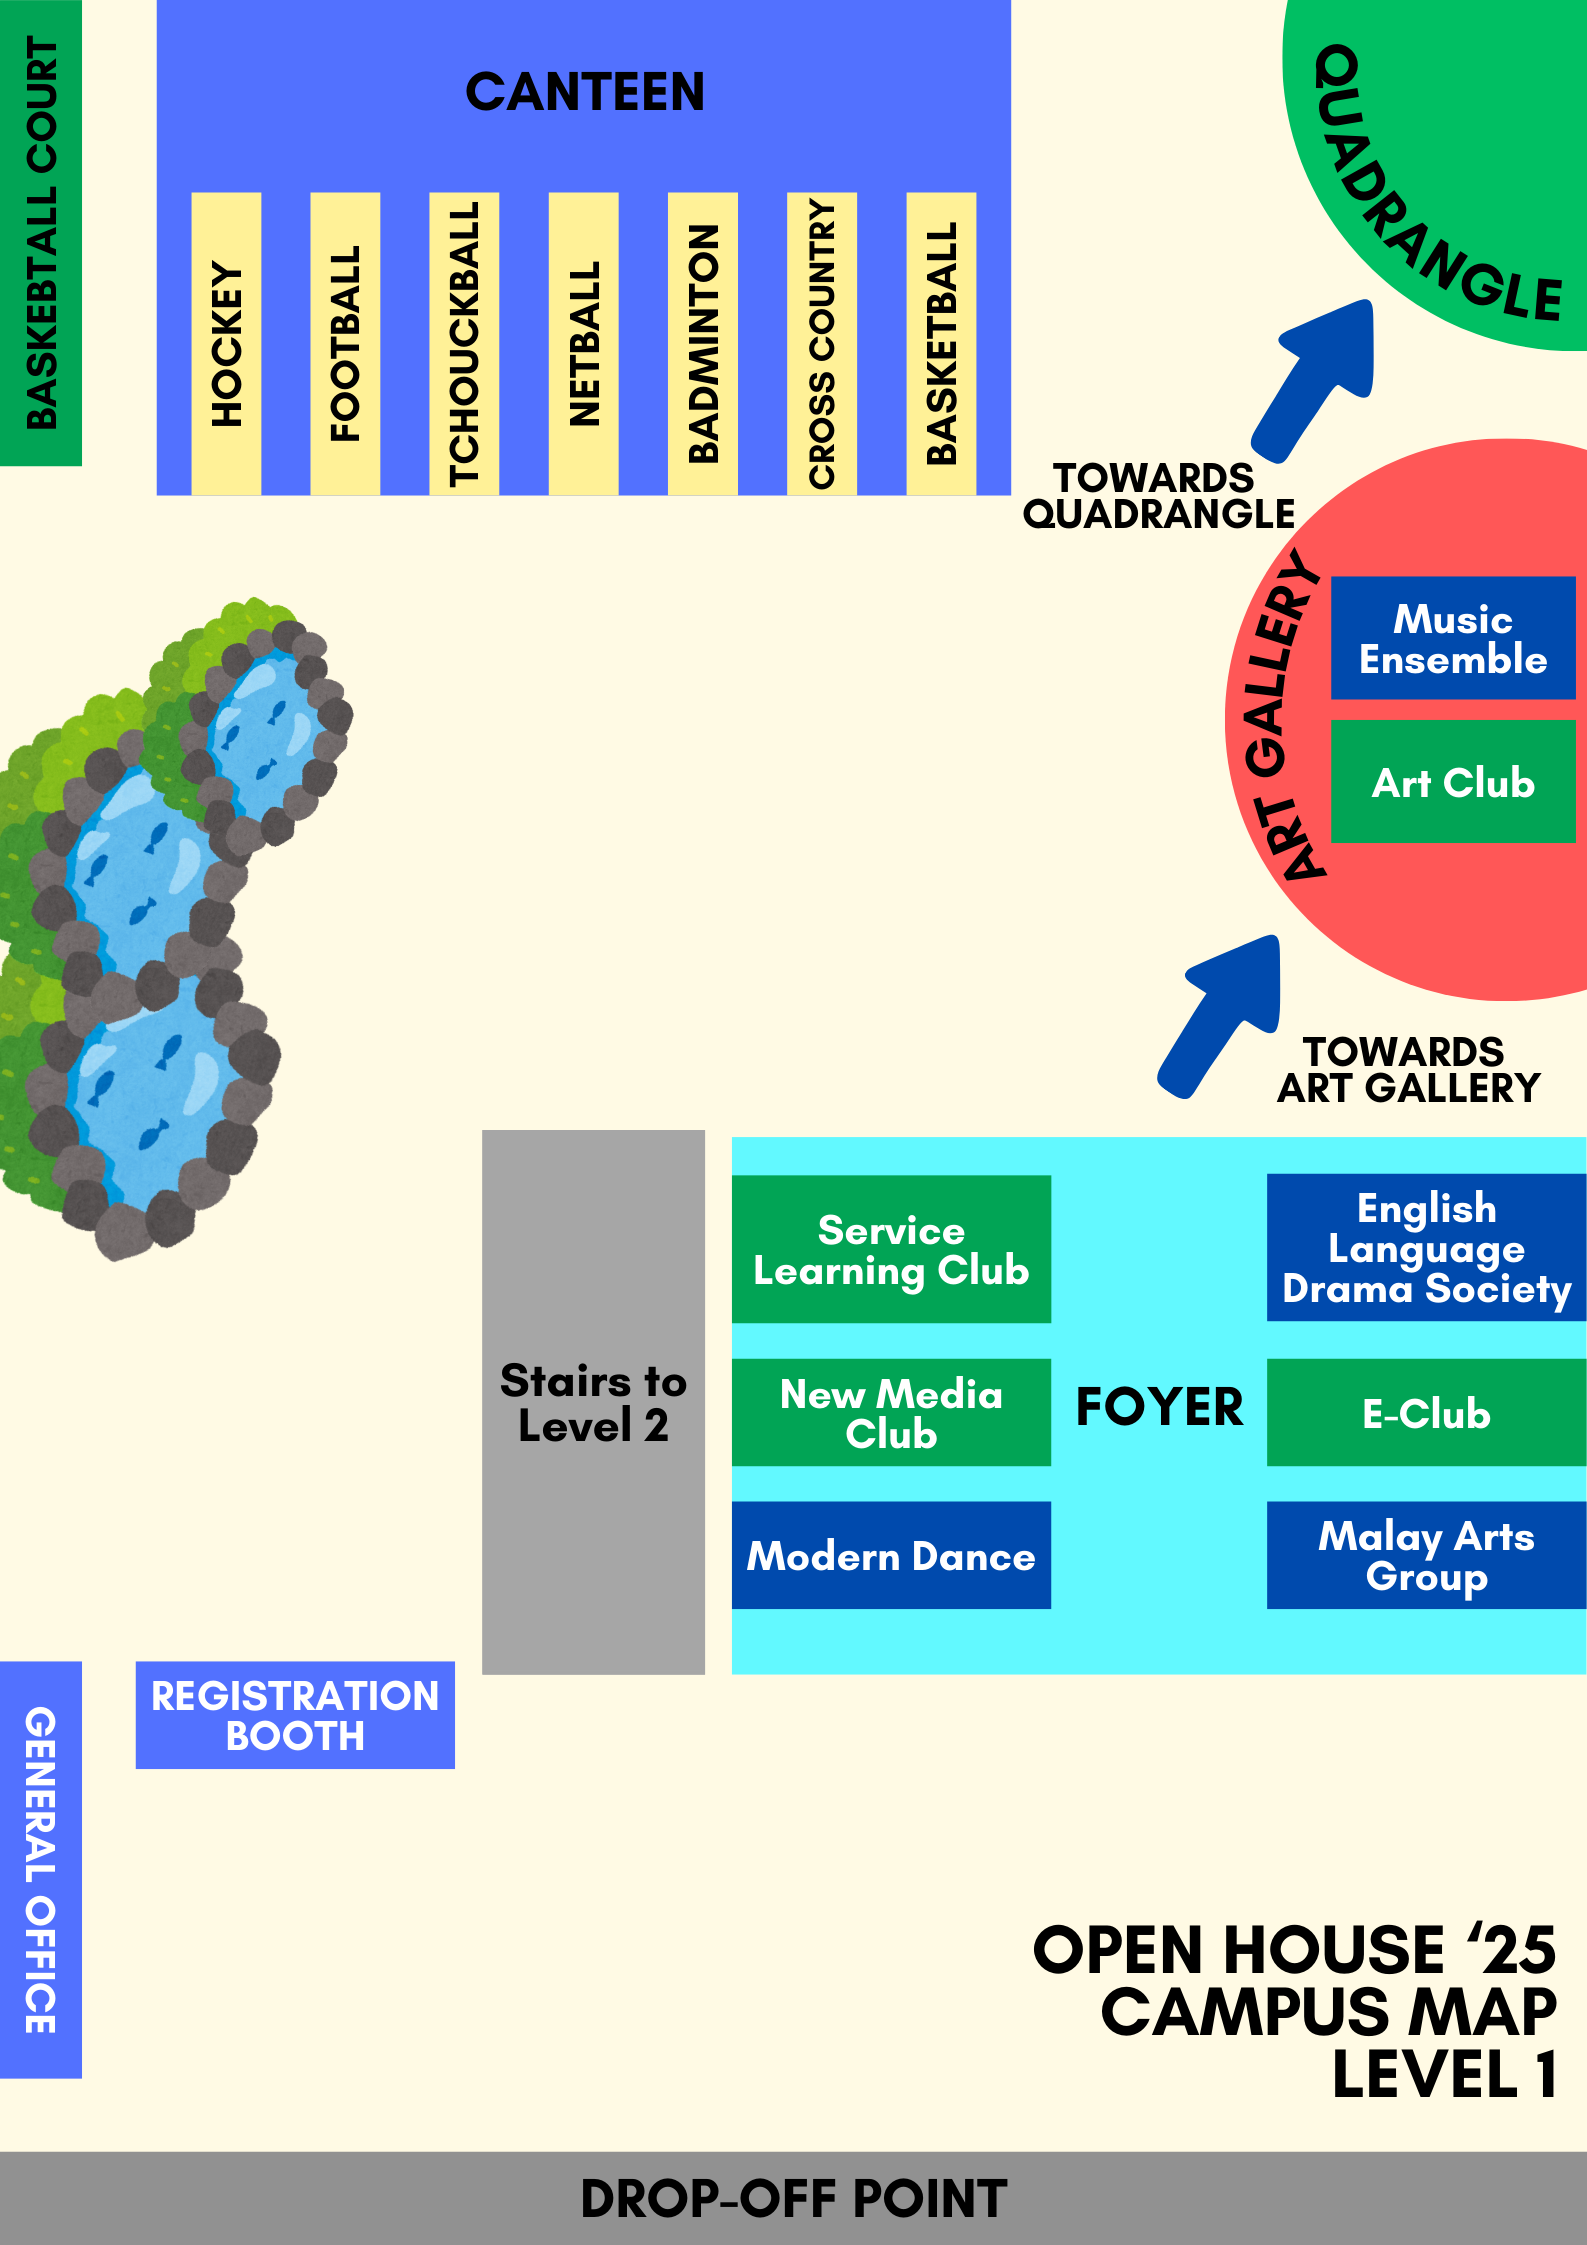 BASKEBTALL COURT
CANTEEN
HOCKEY
FOOTBALL
TCHOUCKBALL
NETBALL
BADMINTON
CROSS COUNTRY
BASKETBALL
QUADRANGLE
TOWARDS
QUADRANGLE
ART GALLERY
Music
Ensemble
Art Club
TOWARDS
ART GALLERY
Stairs to
Level 2
Service
Learning Club
New Media
Club
Modern Dance
FOYER
English
Language
Drama Society
E-Club
Malay Arts
Group
GENERAL OFFICE
REGISTRATION
BOOTH
OPEN HOUSE ‘25
CAMPUS MAP
LEVEL 1
DROP-OFF POINT